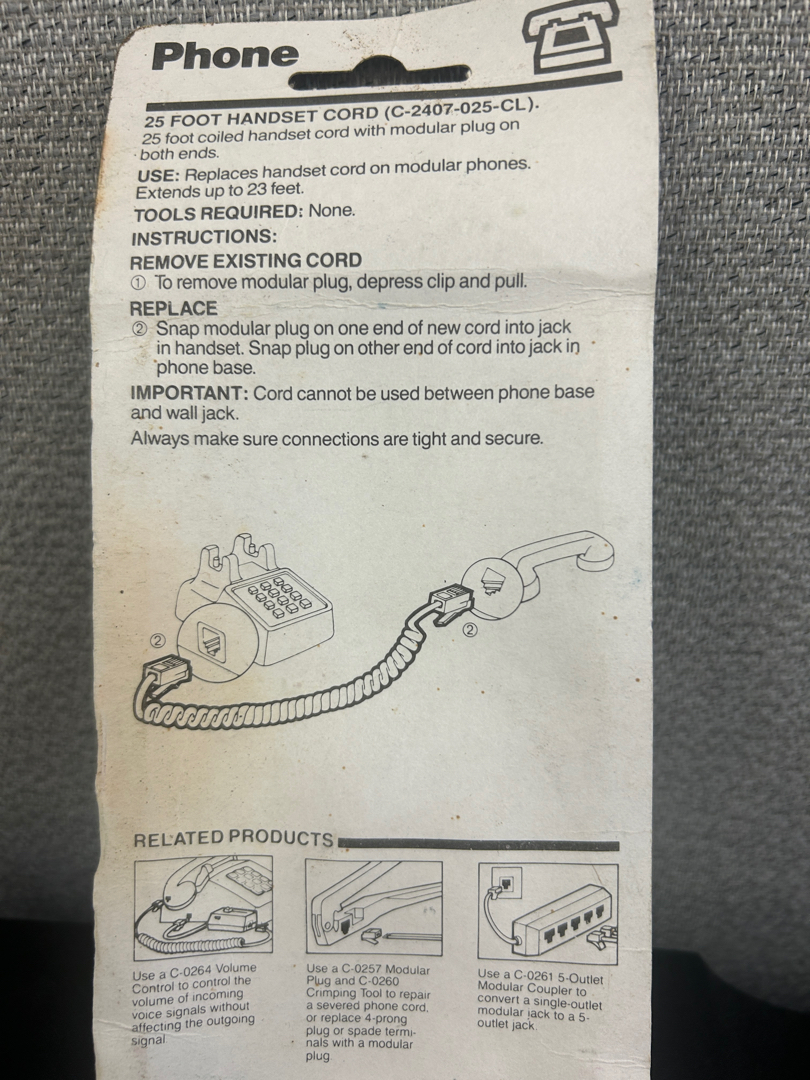 Phone
25 FOOT HANDSET CORD (C-2407-025-CL).
25 foot coiled handset cord with modular plug on
both ends.
USE: Replaces handset cord on modular phones.
Extends up to 23 feet.
TOOLS REQUIRED: None.
INSTRUCTIONS:
REMOVE EXISTING CORD
① To remove modular plug, depress clip and pull.
REPLACE
② Snap modular plug on one end of new cord into jack
in handset. Snap plug on other end of cord into jack in
phone base.
IMPORTANT: Cord cannot be used between phone base
and wall jack.
Always make sure connections are tight and secure.
②
②
RELATED PRODUCTS
Use a C-0264 Volume
Control to control the
volume of incoming
voice signals without
affecting the outgoing
signal
Use a C-0257 Modular
Plug and C-0260
Crimping Tool to repair
a severed phone cord,
or replace 4-prong
plug or spade termi-
nals with a modular
plug
Use a C-0261 5-Outlet
Modular Coupler to
convert a single-outlet
modular jack to a 5-
outlet jack.